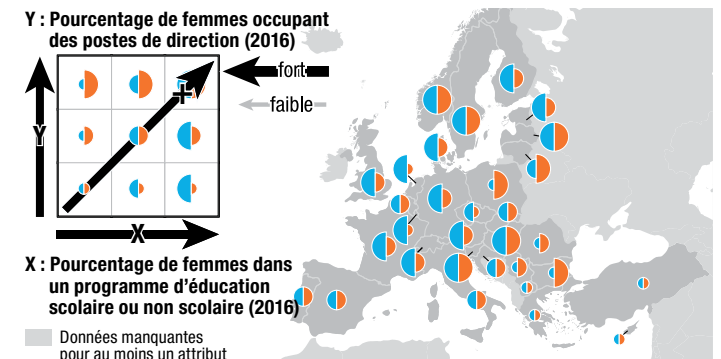 Y : Pourcentage de femmes occupant
des postes de direction (2016)
fort
faible
Y
X
X : Pourcentage de femmes dans
un programme d'éducation
scolaire ou non scolaire (2016)
Données manquantes
pour au moins un attribut